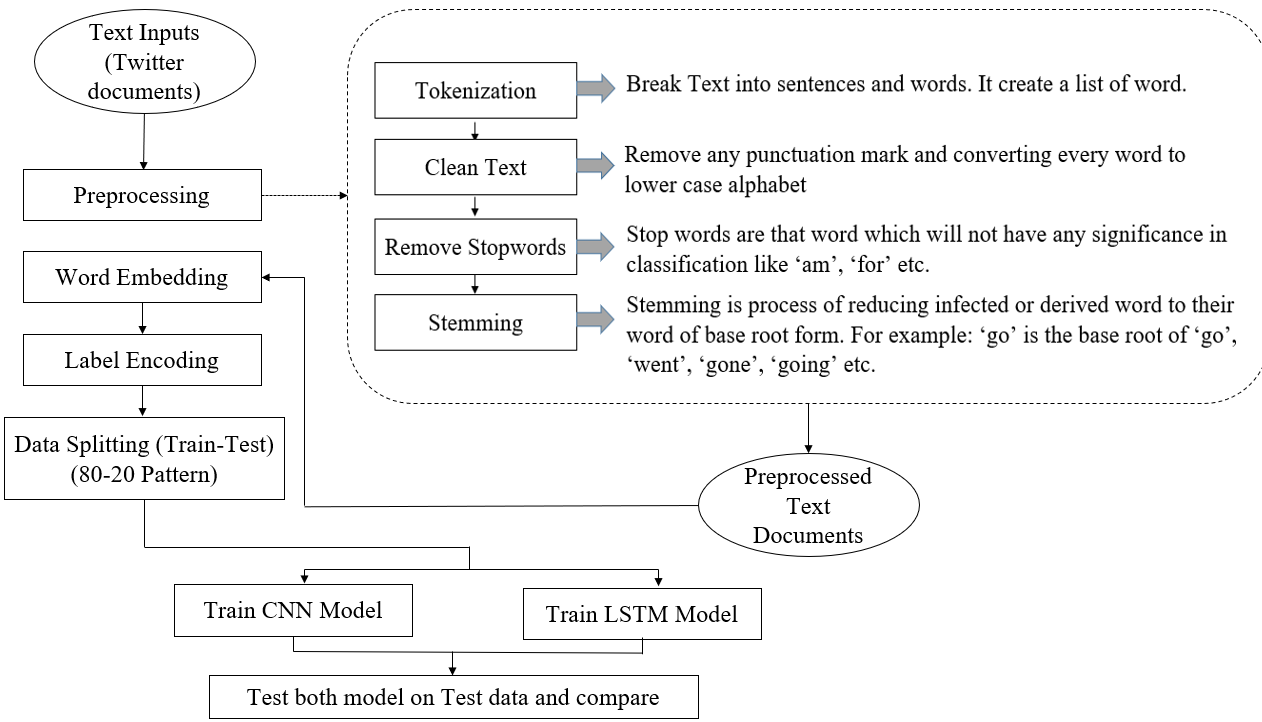 Text Inputs
(Twitter
documents)
Preprocessing
Tokenization
Break Text into sentences and words. It create a list of word.
Clean Text
Remove any punctuation mark and converting every word to
lower case alphabet
Remove Stopwords
Stop words are that word which will not have any significance in
classification like ‘am’, ‘for’ etc.
Stemming
Stemming is process of reducing infected or derived word to their
word of base root form. For example: ‘go’ is the base root of ‘go’,
‘went’, ‘gone’, ‘going’ etc.
Preprocessed
Text
Documents
Word Embedding
Label Encoding
Data Splitting (Train-Test)
(80-20 Pattern)
Train CNN Model
Train LSTM Model
Test both model on Test data and compare